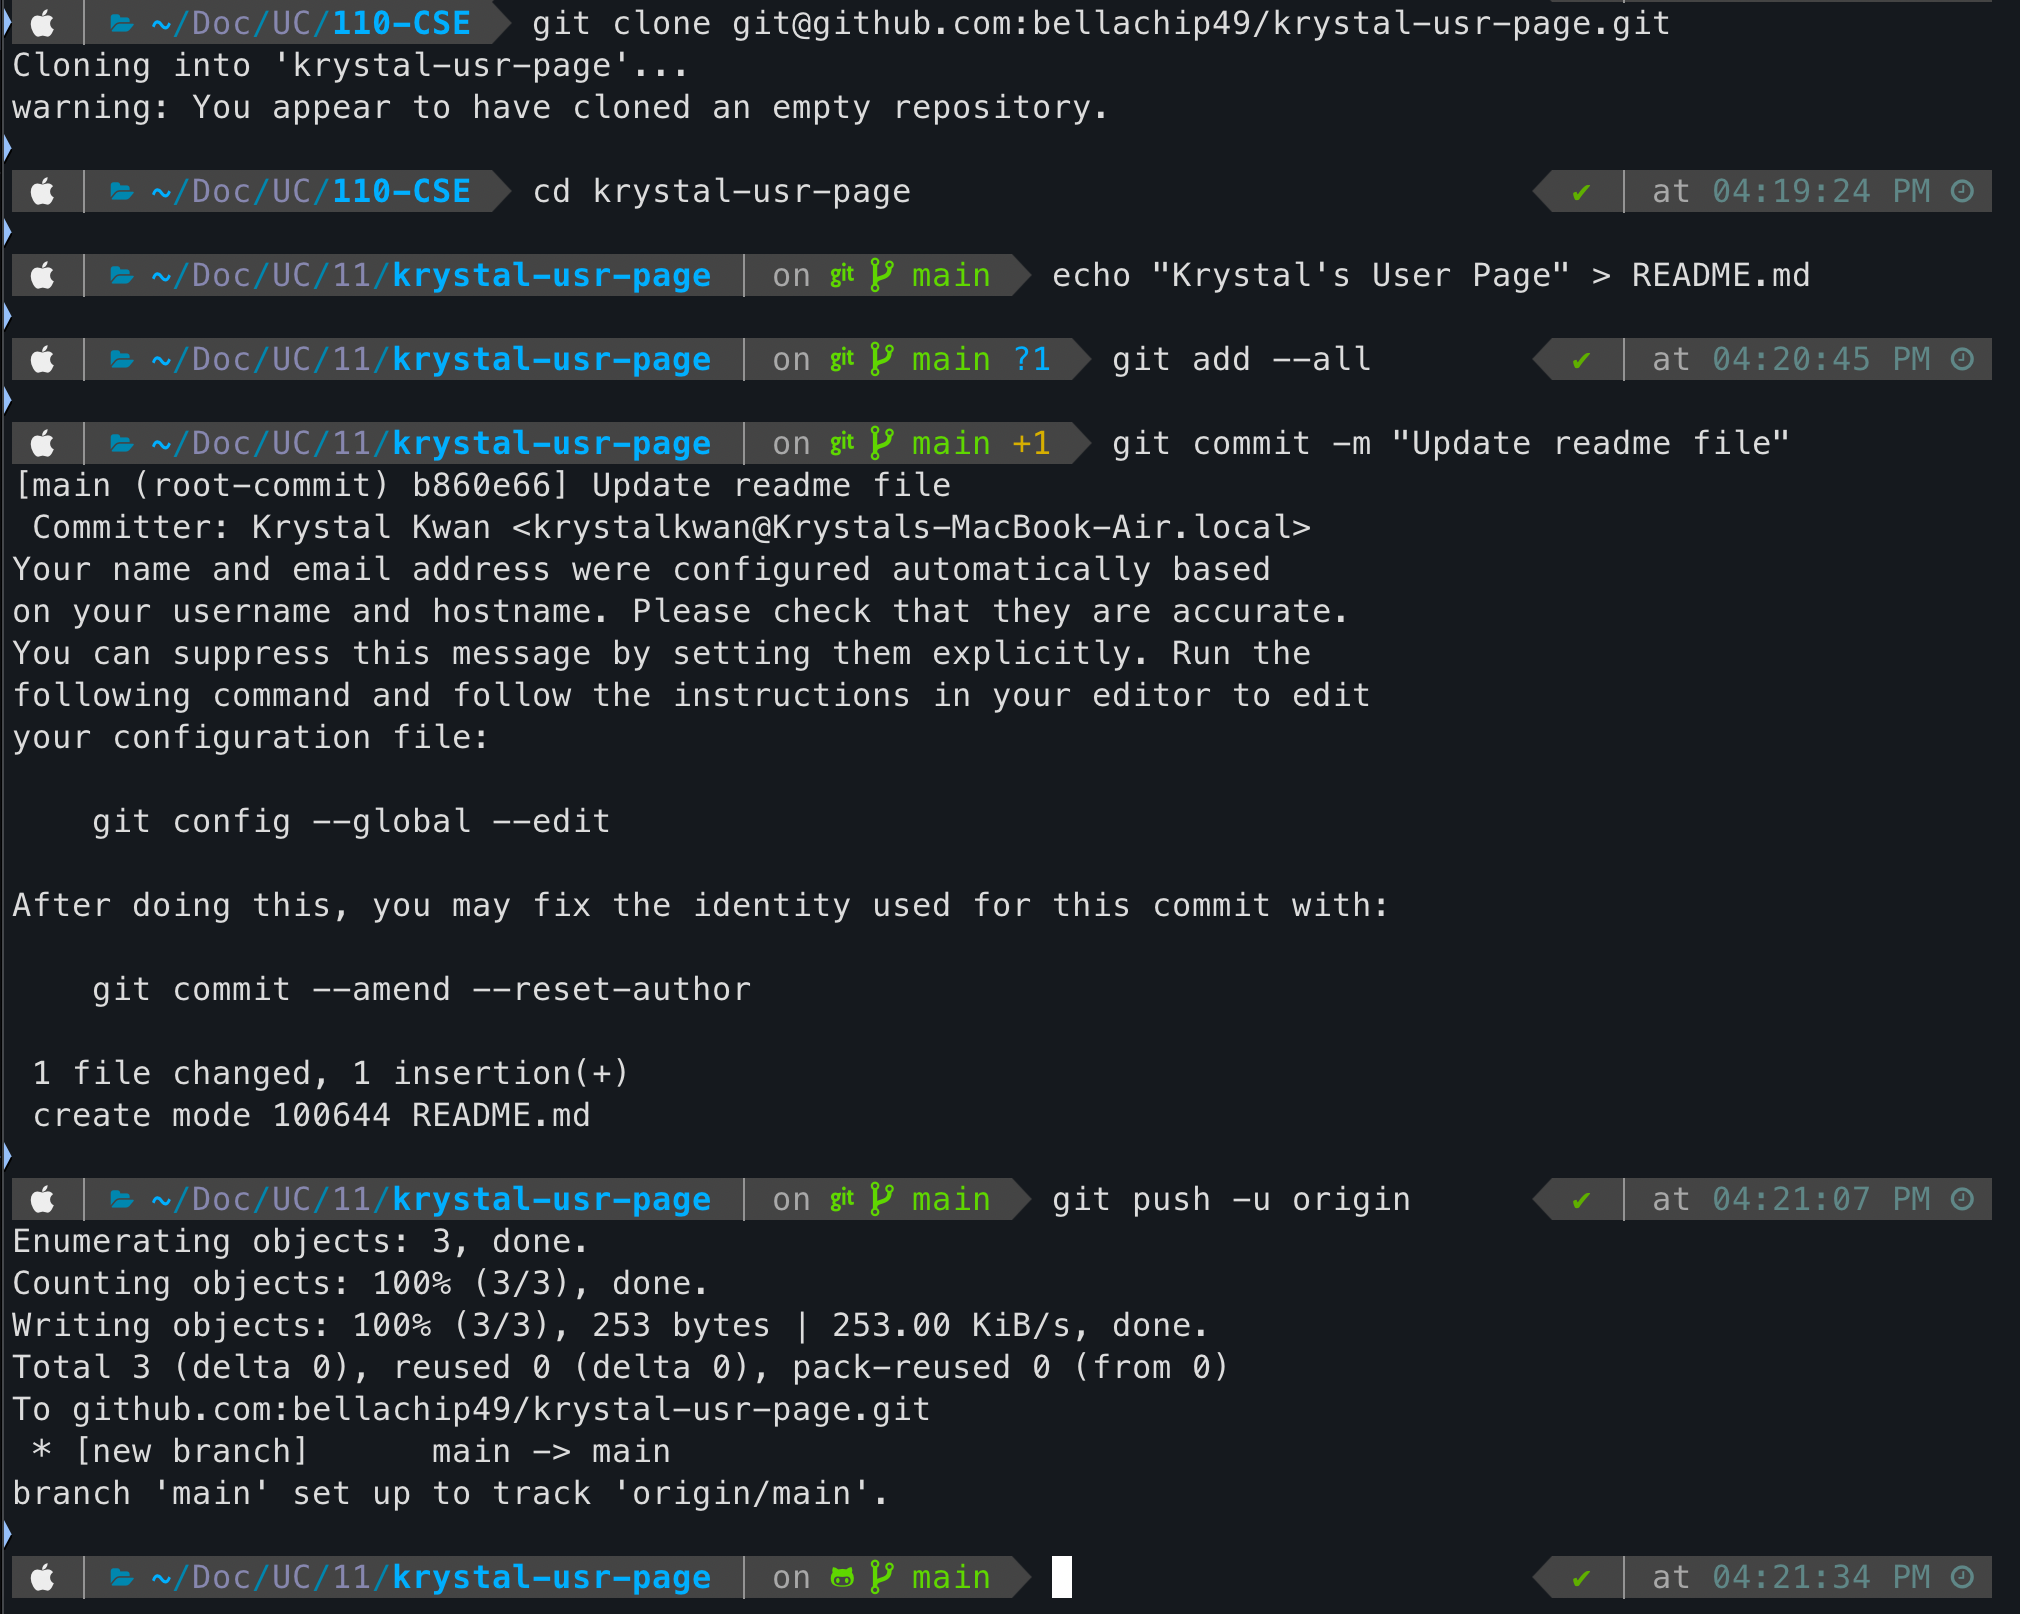 ~/Doc/UC/110-CSE git clone git@github.com:bellachip49/krystal-usr-page.git
Cloning into 'krystal-usr-page'...
warning: You appear to have cloned an empty repository.
~/Doc/UC/110-CSE cd krystal-usr-page ✔ at 04:19:24 PM
~/Doc/UC/11/krystal-usr-page on git main echo "Krystal's User Page" > README.md
~/Doc/UC/11/krystal-usr-page on git main ?1 git add --all ✔ at 04:20:45 PM
~/Doc/UC/11/krystal-usr-page on git main +1 git commit -m "Update readme file"
[main (root-commit) b860e66] Update readme file
Committer: Krystal Kwan <krystalkwan@Krystals-MacBook-Air.local>
Your name and email address were configured automatically based
on your username and hostname. Please check that they are accurate.
You can suppress this message by setting them explicitly. Run the
following command and follow the instructions in your editor to edit
your configuration file:
git config --global --edit
After doing this, you may fix the identity used for this commit with:
git commit --amend --reset-author
1 file changed, 1 insertion(+)
create mode 100644 README.md
~/Doc/UC/11/krystal-usr-page on git main git push -u origin ✔ at 04:21:07 PM
Enumerating objects: 3, done.
Counting objects: 100% (3/3), done.
Writing objects: 100% (3/3), 253 bytes | 253.00 KiB/s, done.
Total 3 (delta 0), reused 0 (delta 0), pack-reused 0 (from 0)
To github.com:bellachip49/krystal-usr-page.git
* [new branch]      main -> main
branch 'main' set up to track 'origin/main'.
~/Doc/UC/11/krystal-usr-page on main ✔ at 04:21:34 PM